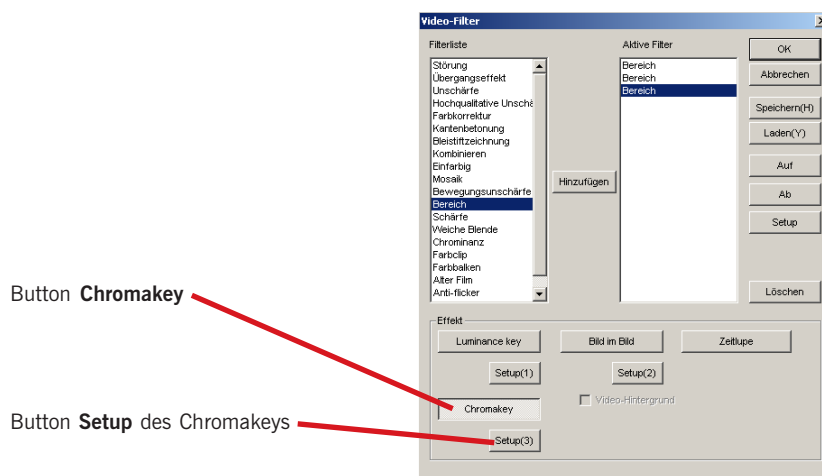 Video-Filter
Filterliste
Aktive Filter
Störung
Übergangseffekt
Unschärfe
Hochqualitative Unschä
Farbkorrektur
Kantenbetonung
Bleistiftzeichnung
Kombinieren
Einfarbig
Mosaik
Bewegungsunschärfe
Bereich
Schärfe
Weiche Blende
Chrominanz
Farbclip
Farbbalken
Alter Film
Anti-flicker
Hinzufügen
Bereich
Bereich
Bereich
OK
Abbrechen
Speichern(H)
Laden(Y)
Auf
Ab
Setup
Löschen
Button Chromakey
Effekt
Luminance key
Bild im Bild
Zeitlupe
Setup(1)
Setup(2)
Chromakey
Video-Hintergrund
Button Setup des Chromakeys
Setup(3)